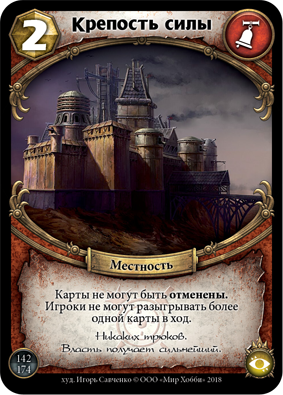 2
Крепость силы
Местность
Карты не могут быть отменены.
Игроки не могут разыгрывать более
одной карты в ход.
Никаких трюков.
Власть получает сильнейший.
142
174
худ. Игорь Савченко © ООО «Мир Хобби» 2018